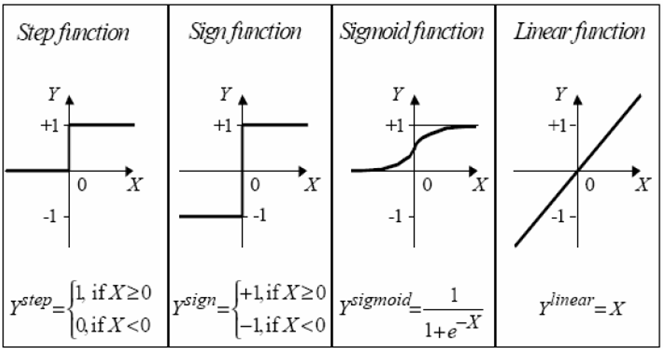 Step function
Y
+1
0
X
-1
Y^step = {1, if X≥0
0, if X<0
Sign function
Y
+1
0
X
-1
Y^sign = {+1, if X≥0
−1, if X<0
Sigmoid function
Y
+1
0
X
-1
Y^sigmoid = 1
1+e^−X
Linear function
Y
+1
0
X
-1
Y^linear = X